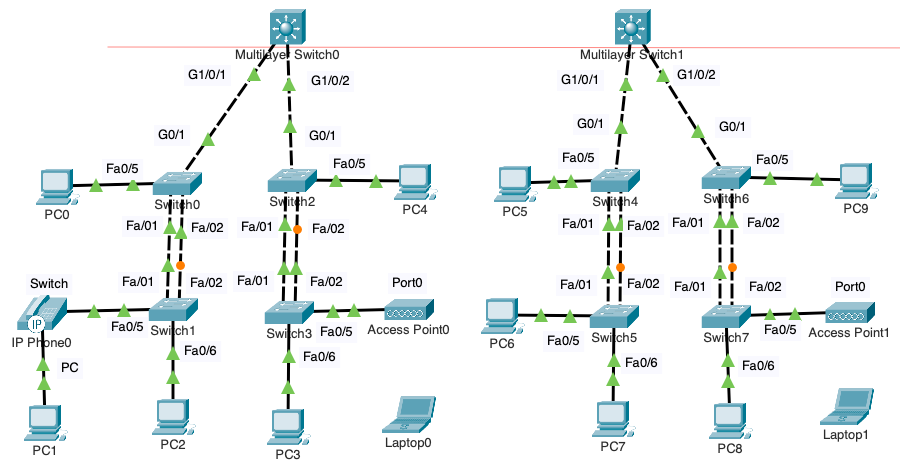 Multilayer Switch0
Multilayer Switch1
G1/0/1
G1/0/2
G1/0/1
G1/0/2
G0/1
G0/1
G0/1
G0/1
Fa0/5
Fa0/5
Fa0/5
Fa0/5
PC0
Switch0
Switch2
PC4
PC5
Switch4
Switch6
PC9
Fa/01
Fa/02
Fa/01
Fa/02
Fa/01
Fa/02
Fa/01
Fa/02
Fa/01
Fa/02
Fa/01
Fa/02
Fa/01
Fa/02
Fa/01
Fa/02
Switch
Port0
Port0
IP
IP Phone0
Fa0/5
Switch1
Switch3
Fa0/5
Access Point0
PC6
Fa0/5
Switch5
Switch7
Fa0/5
Access Point1
PC
Fa0/6
Fa0/6
Fa0/6
Fa0/6
PC1
PC2
PC3
Laptop0
PC7
PC8
Laptop1